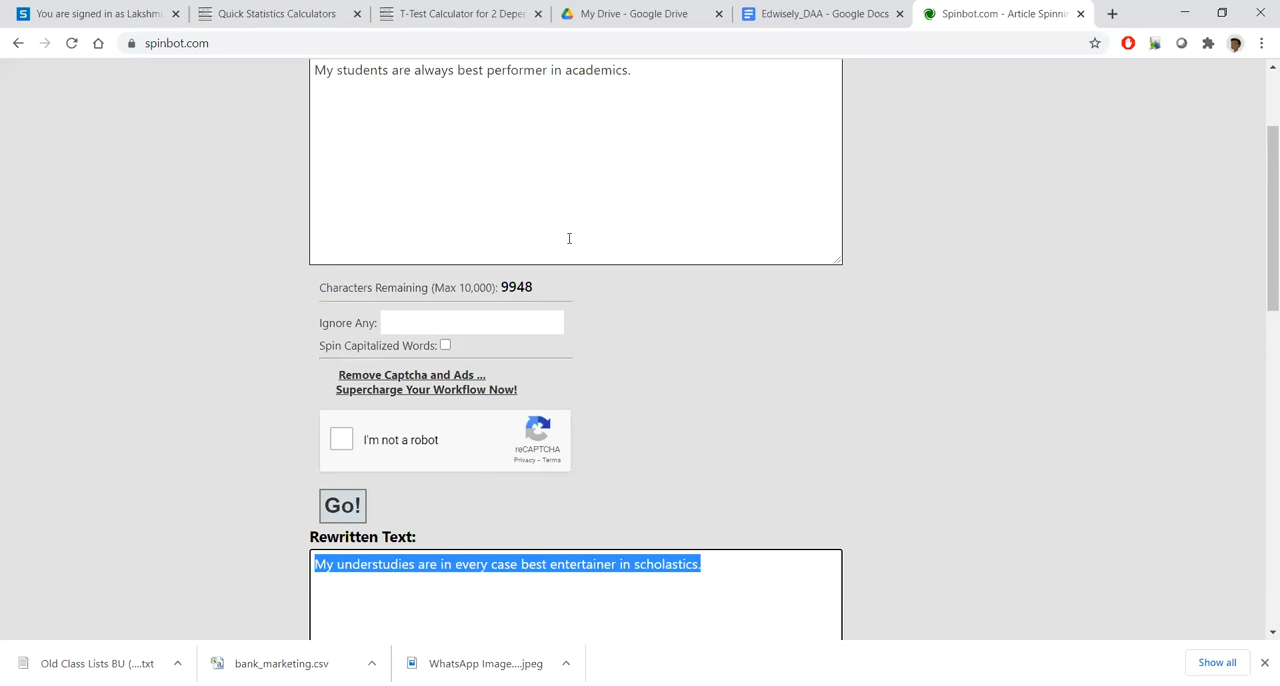 You are signed in as Lakshm
Quick Statistics Calculators
T-Test Calculator for 2 Deper
My Drive - Google Drive
Edwisely_DAA - Google Docs
Spinbot.com - Article Spinni
spinbot.com
My students are always best performer in academics.
Characters Remaining (Max 10,000): 9948
Ignore Any:
Spin Capitalized Words:
Remove Captcha and Ads ...
Supercharge Your Workflow Now!
I'm not a robot
reCAPTCHA
Privacy - Terms
Go!
Rewritten Text:
My understudies are in every case best entertainer in scholastics.
Old Class Lists BU (....txt
bank_marketing.csv
WhatsApp Image....jpeg
Show all